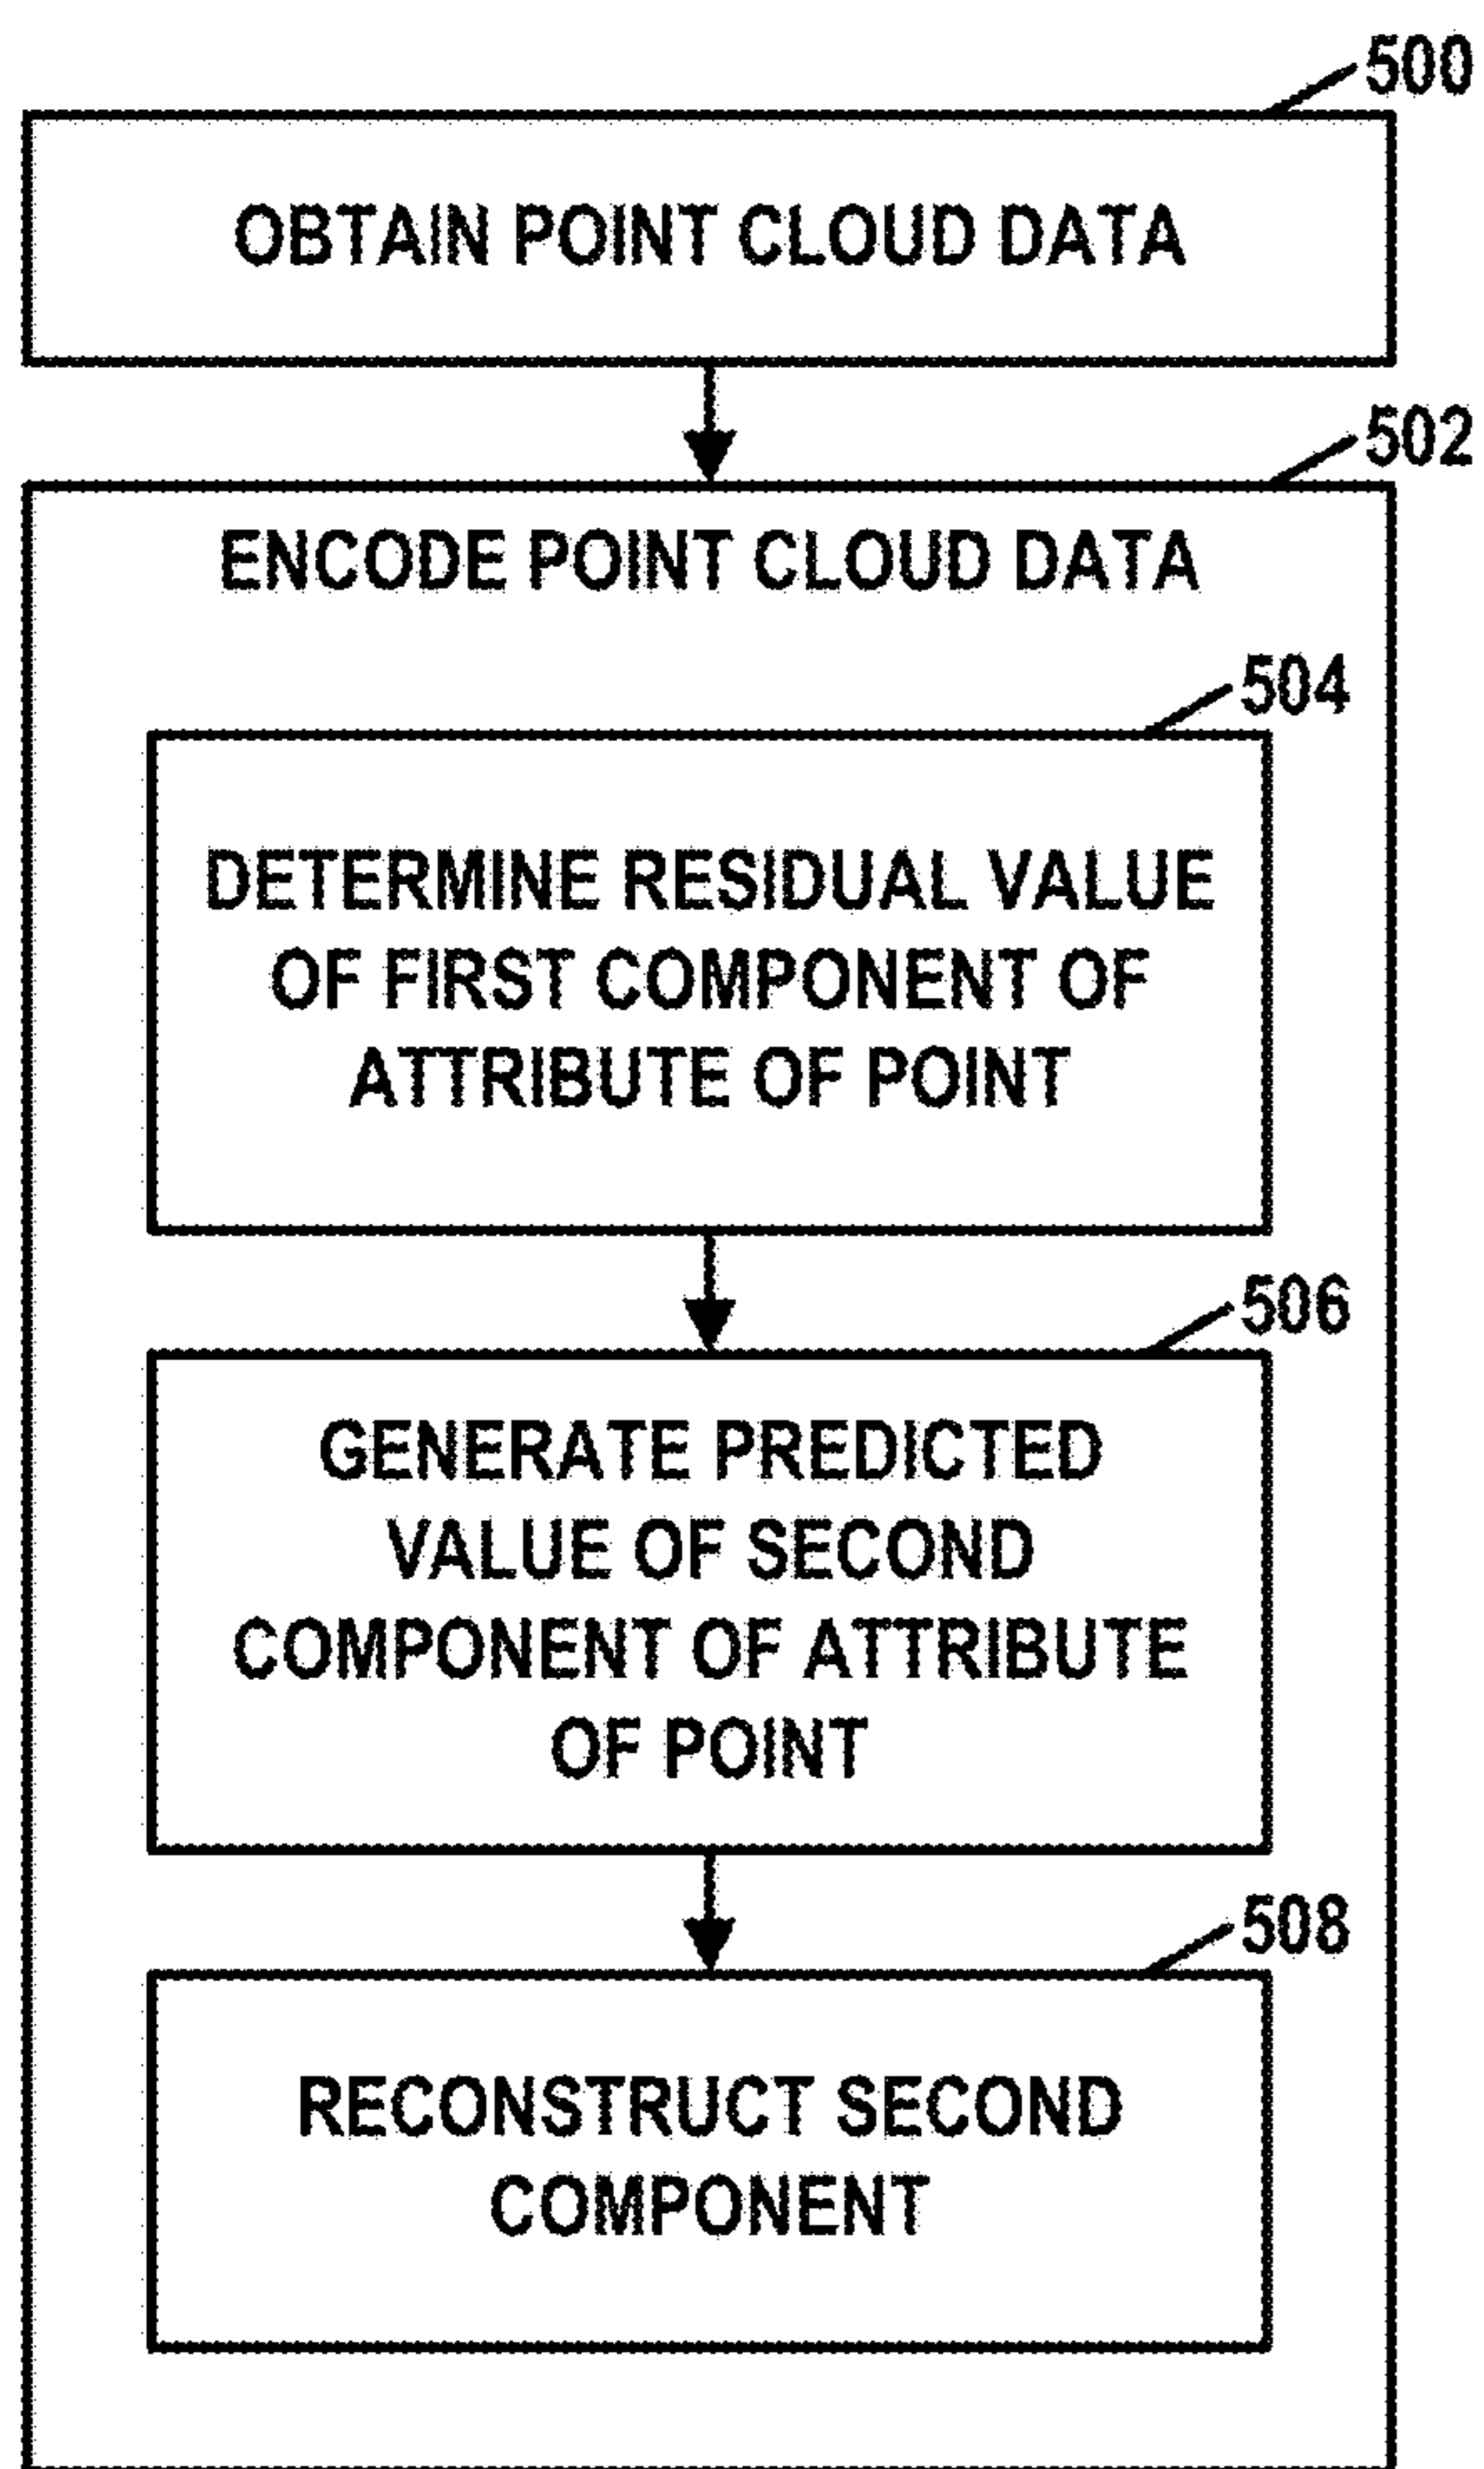 500
OBTAIN POINT CLOUD DATA
502
ENCODE POINT CLOUD DATA
504
DETERMINE RESIDUAL VALUE
OF FIRST COMPONENT OF
ATTRIBUTE OF POINT
506
GENERATE PREDICTED
VALUE OF SECOND
COMPONENT OF ATTRIBUTE
OF POINT
508
RECONSTRUCT SECOND
COMPONENT